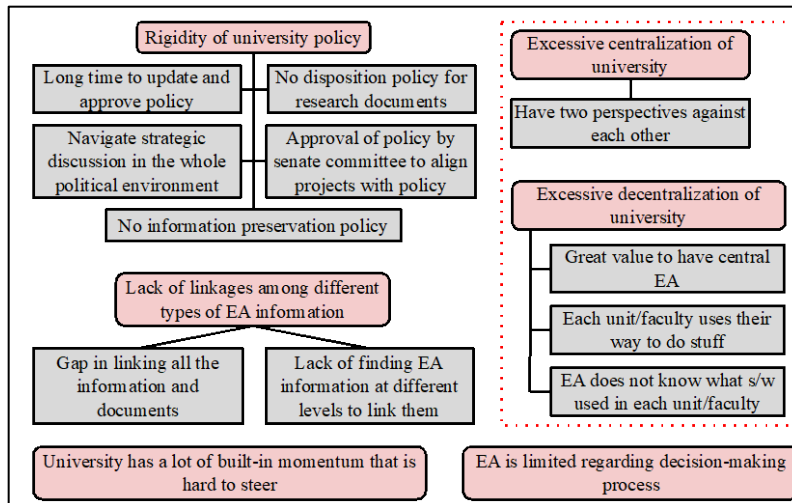 Rigidity of university policy
Long time to update and
approve policy
No disposition policy for
research documents
Navigate strategic
discussion in the whole
political environment
Approval of policy by
senate committee to align
projects with policy
No information preservation policy
Lack of linkages among different
types of EA information
Gap in linking all the
information and
documents
Lack of finding EA
information at different
levels to link them
Excessive centralization of
university
Have two perspectives against
each other
Excessive decentralization of
university
Great value to have central
EA
Each unit/faculty uses their
way to do stuff
EA does not know what s/w
used in each unit/faculty
University has a lot of built-in momentum that is
hard to steer
EA is limited regarding decision-making
process